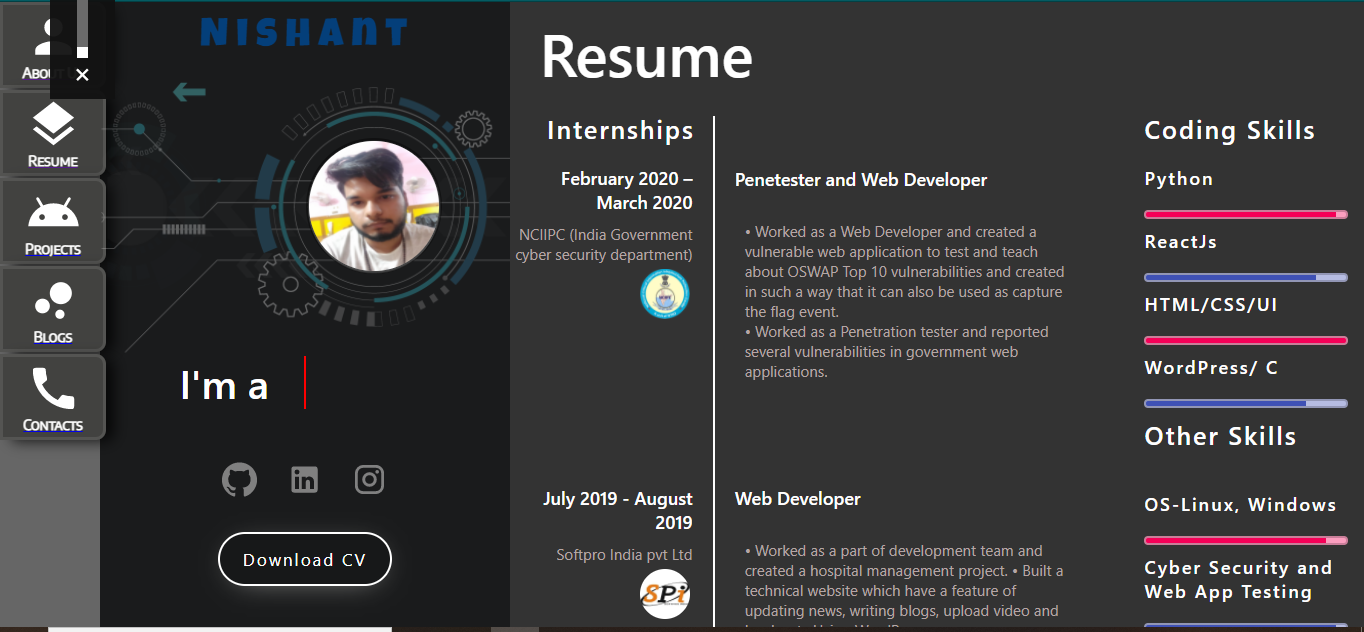 NISHANT
About
×
Resume
Projects
Blogs
Contacts
I'm a
Download CV
Resume
Internships
February 2020 –
March 2020
NCIIPC (India Government
cyber security department)
Penetester and Web Developer
• Worked as a Web Developer and created a
vulnerable web application to test and teach
about OSWAP Top 10 vulnerabilities and created
in such a way that it can also be used as capture
the flag event.
• Worked as a Penetration tester and reported
several vulnerabilities in government web
applications.
July 2019 - August
2019
Softpro India pvt Ltd
SPi
Web Developer
• Worked as a part of development team and
created a hospital management project. • Built a
technical website which have a feature of
updating news, writing blogs, upload video and
Coding Skills
Python
ReactJs
HTML/CSS/UI
WordPress/ C
Other Skills
OS-Linux, Windows
Cyber Security and
Web App Testing